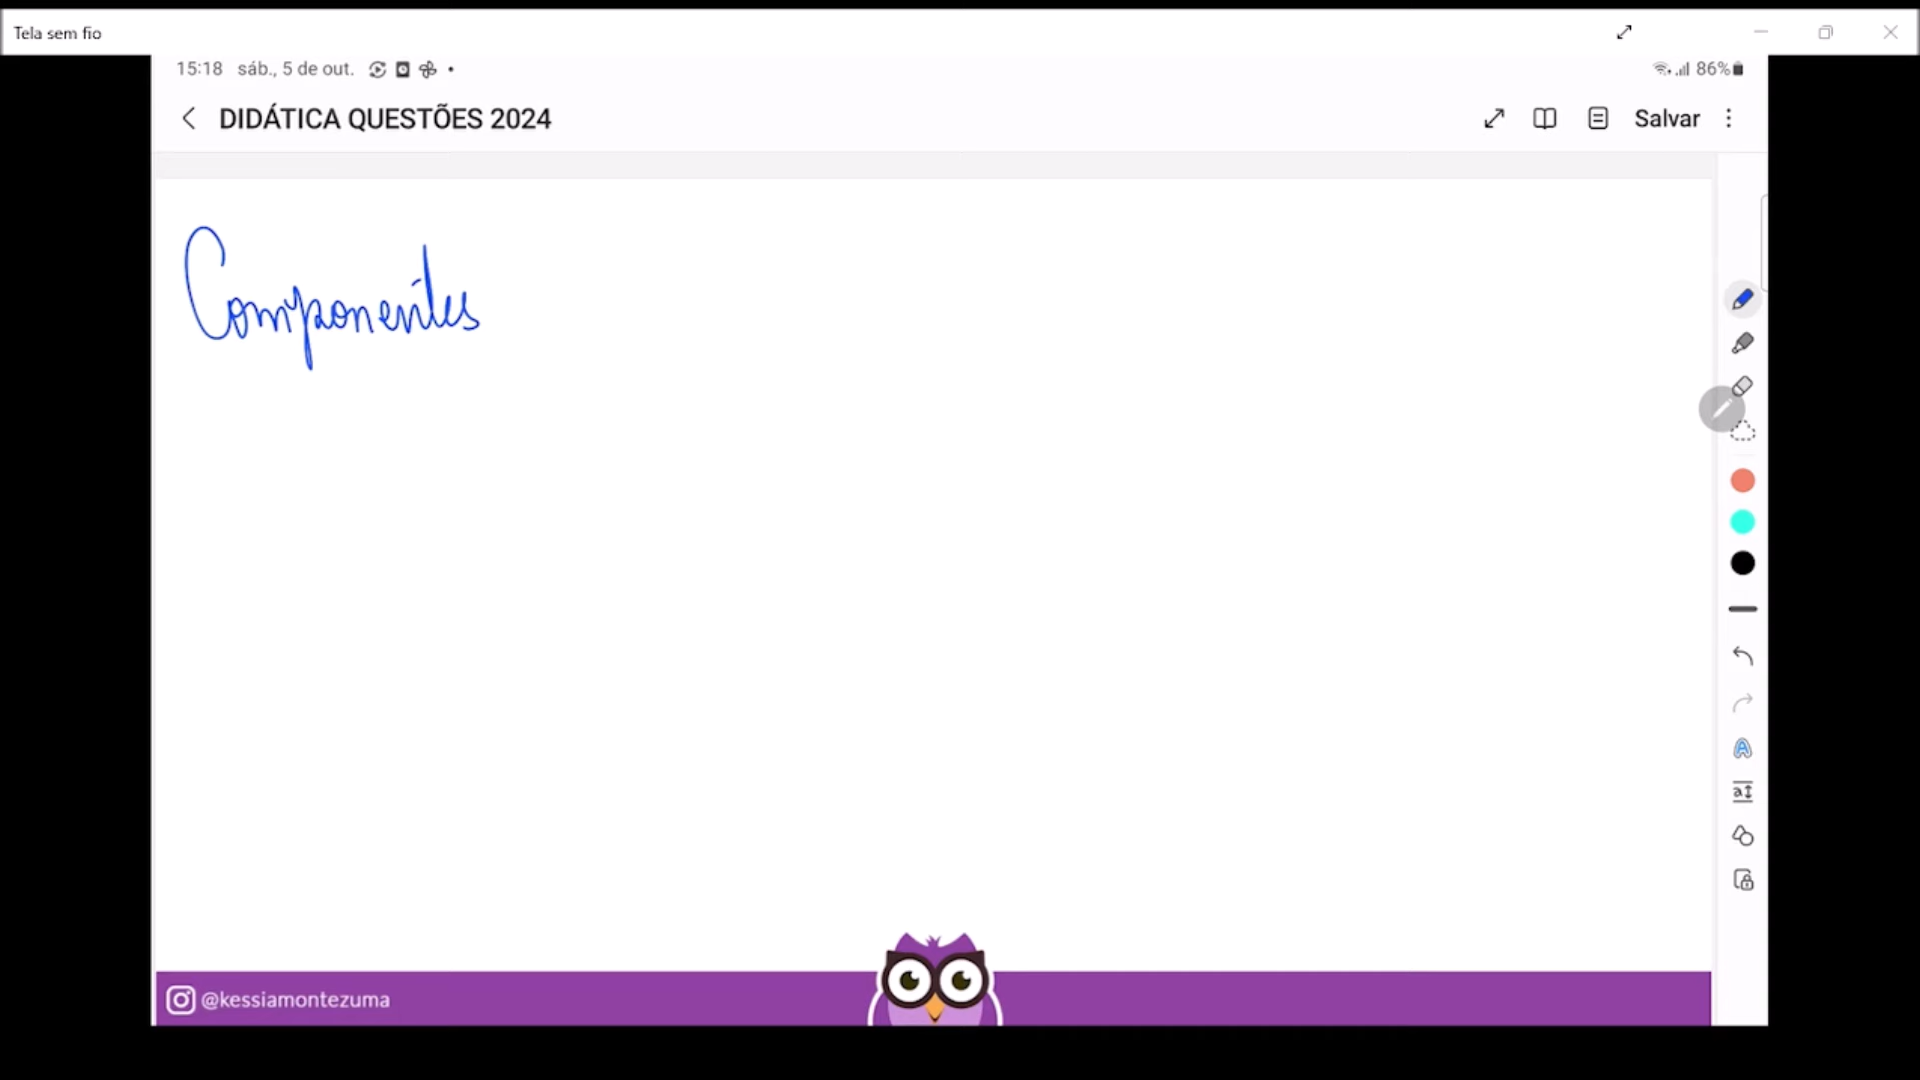 Tela sem fio
15:18 sáb., 5 de out. 86%
DIDÁTICA QUESTÕES 2024
Salvar
Componentes
@kessiamontezuma